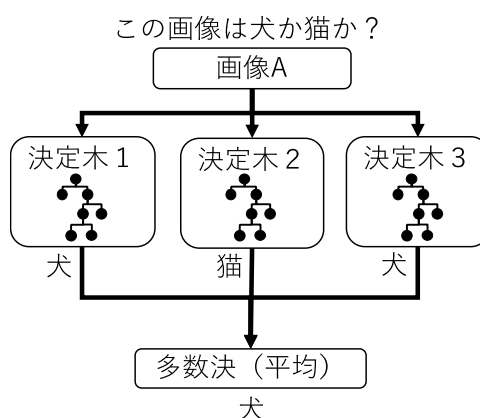 この画像は犬か猫か？
画像A
決定木１
決定木２
決定木３
犬
猫
犬
多数決（平均）
犬